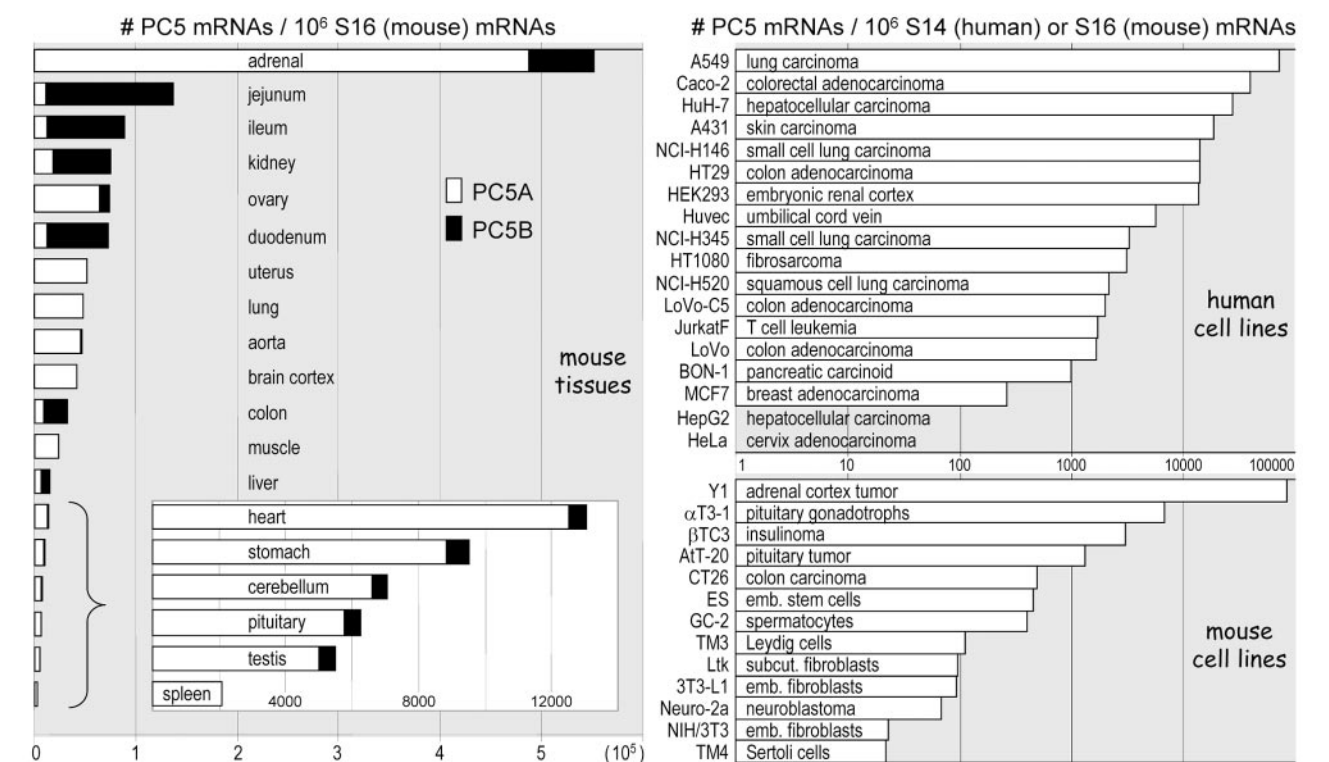 # PC5 mRNAs / 10⁶ S16 (mouse) mRNAs
adrenal
jejunum
ileum
kidney
ovary
duodenum
uterus
lung
aorta
brain cortex
colon
muscle
liver
PC5A
PC5B
mouse
tissues
heart
stomach
cerebellum
pituitary
testis
spleen
4000 8000 12000
0 1 2 3 4 5 (10⁵)
# PC5 mRNAs / 10⁶ S14 (human) or S16 (mouse) mRNAs
A549 lung carcinoma
Caco-2 colorectal adenocarcinoma
HuH-7 hepatocellular carcinoma
A431 skin carcinoma
NCI-H146 small cell lung carcinoma
HT29 colon adenocarcinoma
HEK293 embryonic renal cortex
Huvec umbilical cord vein
NCI-H345 small cell lung carcinoma
HT1080 fibrosarcoma
NCI-H520 squamous cell lung carcinoma
LoVo-C5 colon adenocarcinoma
JurkatF T cell leukemia
LoVo colon adenocarcinoma
BON-1 pancreatic carcinoid
MCF7 breast adenocarcinoma
HepG2 hepatocellular carcinoma
HeLa cervix adenocarcinoma
human
cell lines
1 10 100 1000 10000 100000
Y1 adrenal cortex tumor
αT3-1 pituitary gonadotrophs
βTC3 insulinoma
AtT-20 pituitary tumor
CT26 colon carcinoma
ES emb. stem cells
GC-2 spermatocytes
TM3 Leydig cells
Ltk subcut. fibroblasts
3T3-L1 emb. fibroblasts
Neuro-2a neuroblastoma
NIH/3T3 emb. fibroblasts
TM4 Sertoli cells
mouse
cell lines